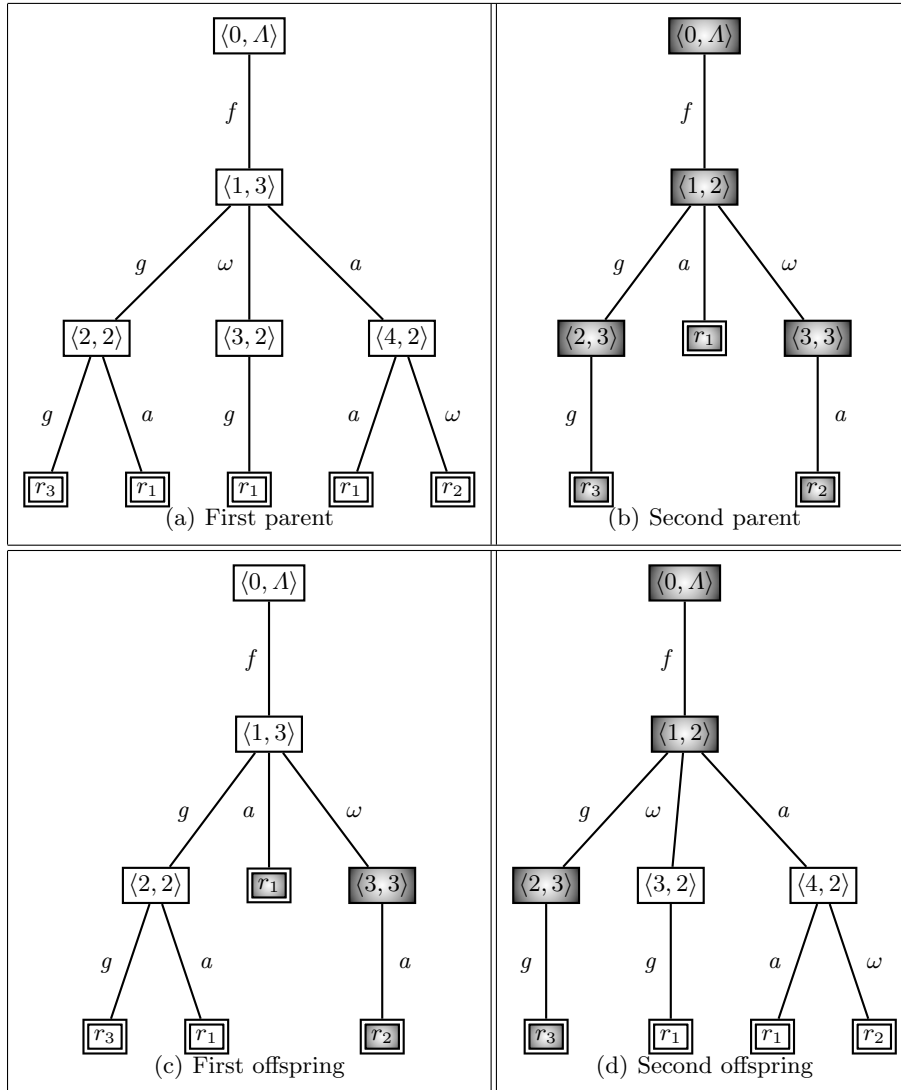 ⟨0, Λ⟩
f
⟨1, 3⟩
g ω a
⟨2, 2⟩ ⟨3, 2⟩ ⟨4, 2⟩
g a g a ω
r3 r1 r1 r1 r2
(a) First parent
⟨0, Λ⟩
f
⟨1, 2⟩
g a ω
⟨2, 3⟩ r1 ⟨3, 3⟩
g a
r3 r2
(b) Second parent
⟨0, Λ⟩
f
⟨1, 3⟩
g a ω
⟨2, 2⟩ r1 ⟨3, 3⟩
g a a
r3 r1 r2
(c) First offspring
⟨0, Λ⟩
f
⟨1, 2⟩
g ω a
⟨2, 3⟩ ⟨3, 2⟩ ⟨4, 2⟩
g g a ω
r3 r1 r1 r2
(d) Second offspring